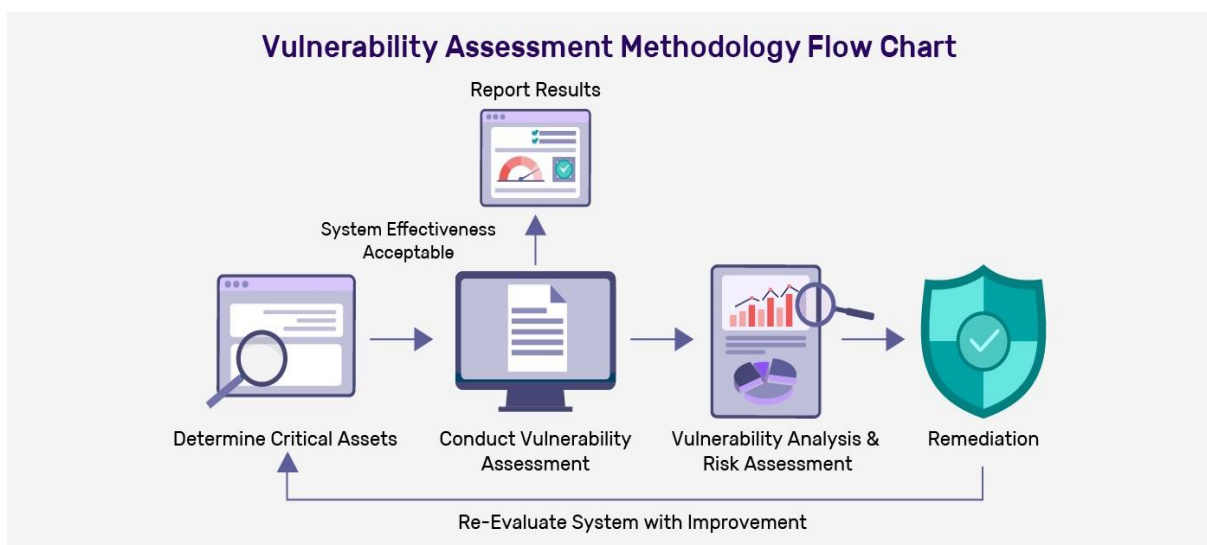 Vulnerability Assessment Methodology Flow Chart
Report Results
System Effectiveness
Acceptable
Determine Critical Assets
Conduct Vulnerability
Assessment
Vulnerability Analysis &
Risk Assessment
Remediation
Re-Evaluate System with Improvement